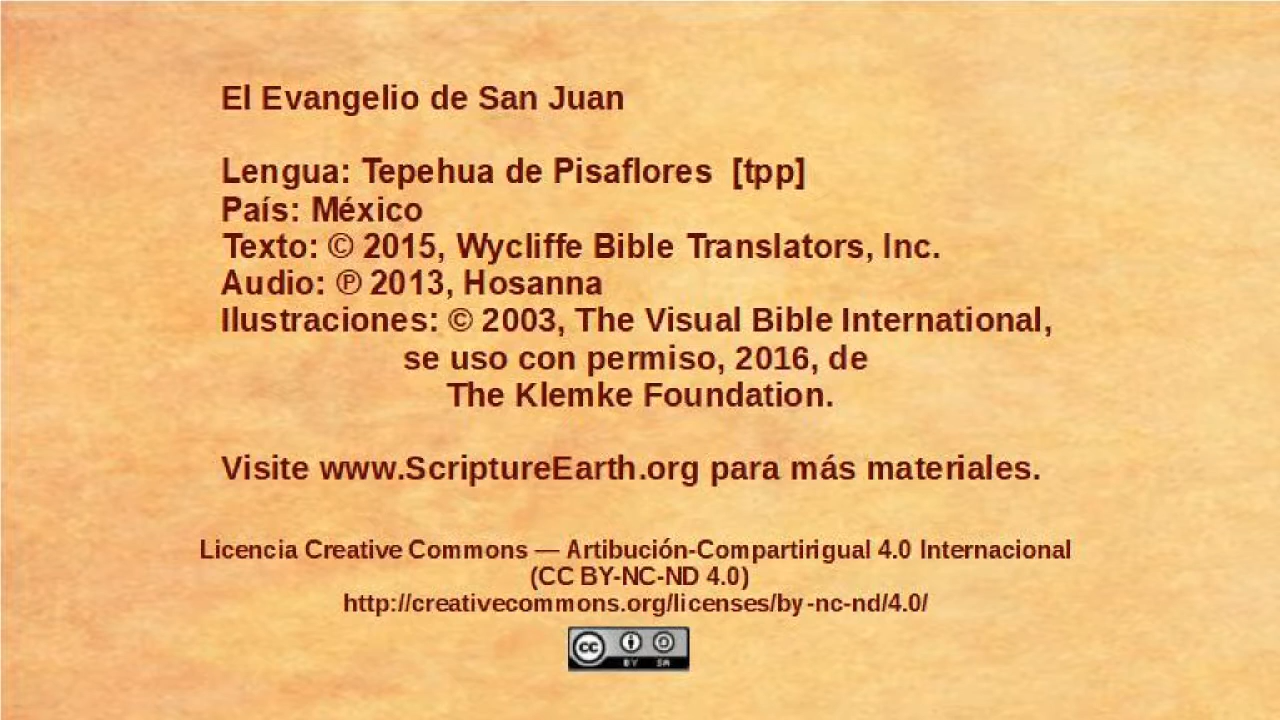 El Evangelio de San Juan
Lengua: Tepehua de Pisaflores [tpp]
País: México
Texto: © 2015, Wycliffe Bible Translators, Inc.
Audio: ℗ 2013, Hosanna
Ilustraciones: © 2003, The Visual Bible International,
se uso con permiso, 2016, de
The Klemke Foundation.
Visite www.ScriptureEarth.org para más materiales.
Licencia Creative Commons — Artibución-Compartirigual 4.0 Internacional
(CC BY-NC-ND 4.0)
http://creativecommons.org/licenses/by-nc-nd/4.0/
cc BY SA